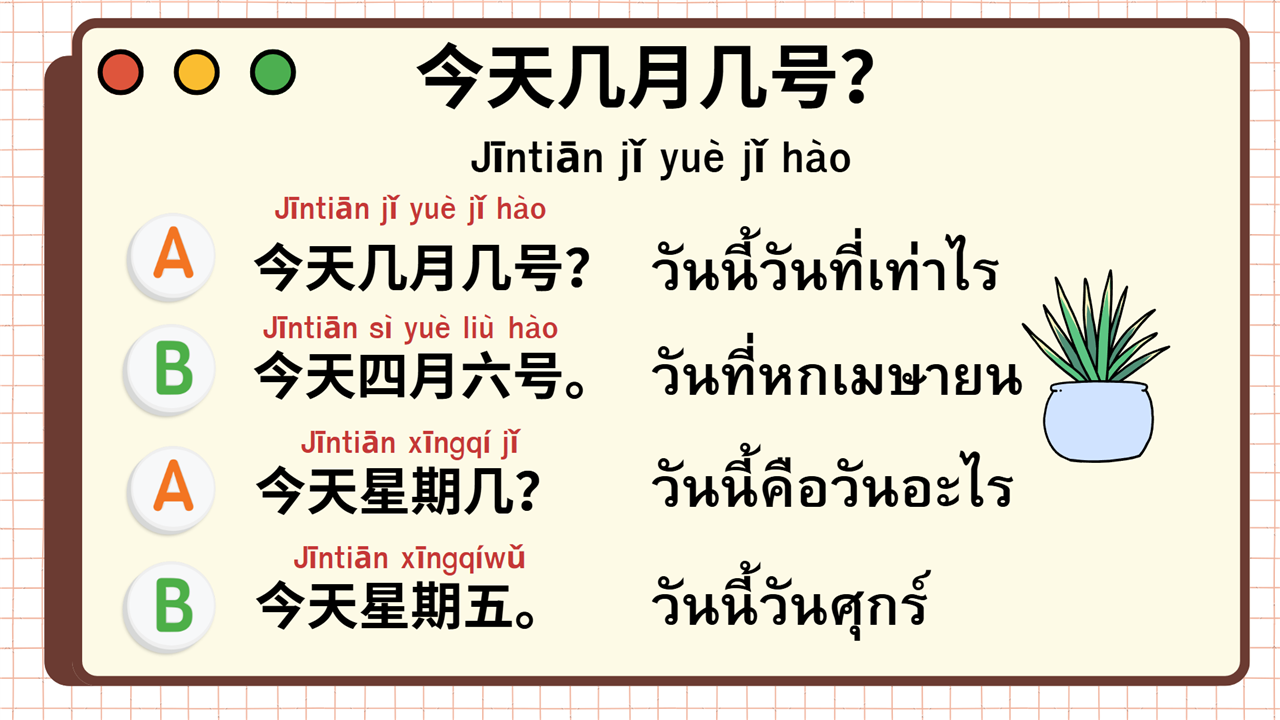 今天几月几号?
Jīntiān jǐ yuè jǐ hào
Jīntiān jǐ yuè jǐ hào
A 今天几月几号? วันนี้วันที่เท่าไร
Jīntiān sì yuè liù hào
B 今天四月六号。 วันที่หกเมษายน
Jīntiān xīngqí jǐ
A 今天星期几? วันนี้คือวันอะไร
Jīntiān xīngqíwǔ
B 今天星期五。 วันนี้วันศุกร์